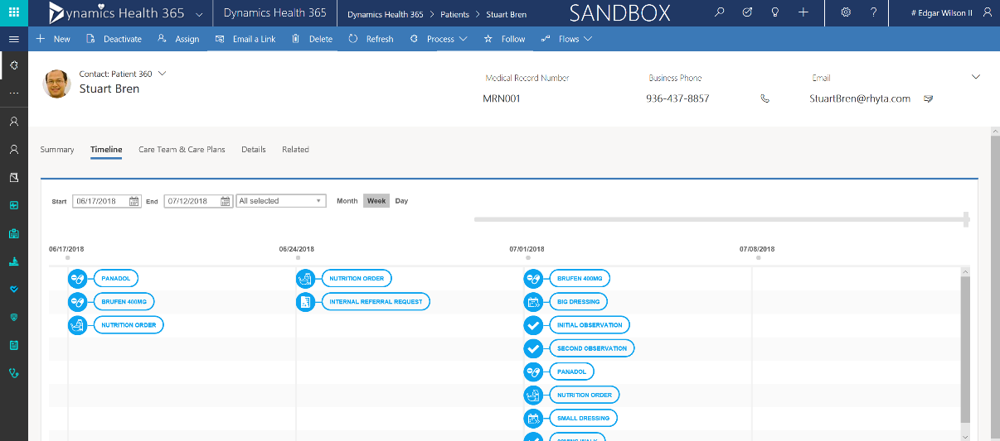 Dynamics Health 365
Dynamics Health 365
Dynamics Health 365 > Patients > Stuart Bren
SANDBOX
# Edgar Wilson II
New
Deactivate
Assign
Email a Link
Delete
Refresh
Process
Follow
Flows
Contact: Patient 360
Stuart Bren
Medical Record Number
MRN001
Business Phone
936-437-8857
Email
StuartBren@rhyta.com
Summary
Timeline
Care Team & Care Plans
Details
Related
Start 06/17/2018 End 07/12/2018 All selected Month Week Day
06/17/2018 06/24/2018 07/01/2018 07/08/2018
PANADOL NUTRITION ORDER BRUFEN 400MG
BRUFEN 400MG INTERNAL REFERRAL REQUEST BIG DRESSING
NUTRITION ORDER INITIAL OBSERVATION
SECOND OBSERVATION
PANADOL
NUTRITION ORDER
SMALL DRESSING